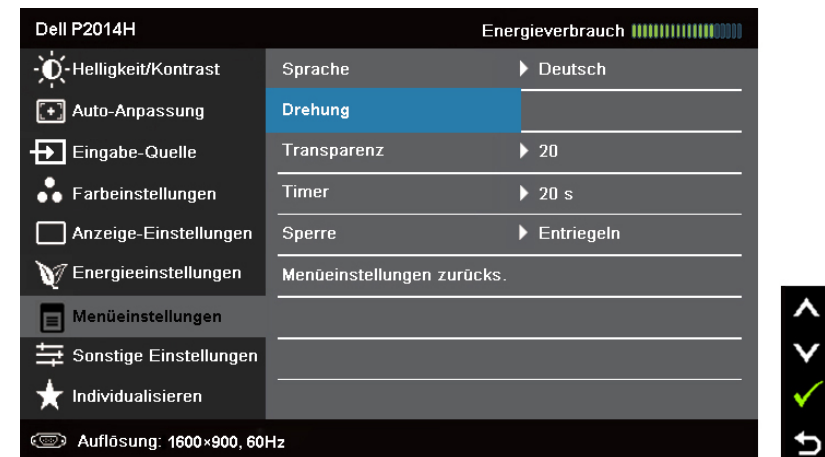 Dell P2014H Energieverbrauch
Helligkeit/Kontrast Sprache Deutsch
Auto-Anpassung Drehung
Eingabe-Quelle Transparenz 20
Farbeinstellungen Timer 20 s
Anzeige-Einstellungen Sperre Entriegeln
Energieeinstellungen Menüeinstellungen zurücks.
Menüeinstellungen
Sonstige Einstellungen
Individualisieren
Auflösung: 1600×900, 60Hz